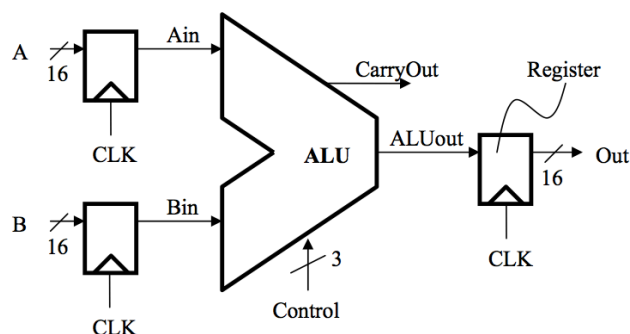 A
16
CLK
Ain
CarryOut
Register
ALU
ALUout
16
Out
CLK
B
16
CLK
Bin
3
Control